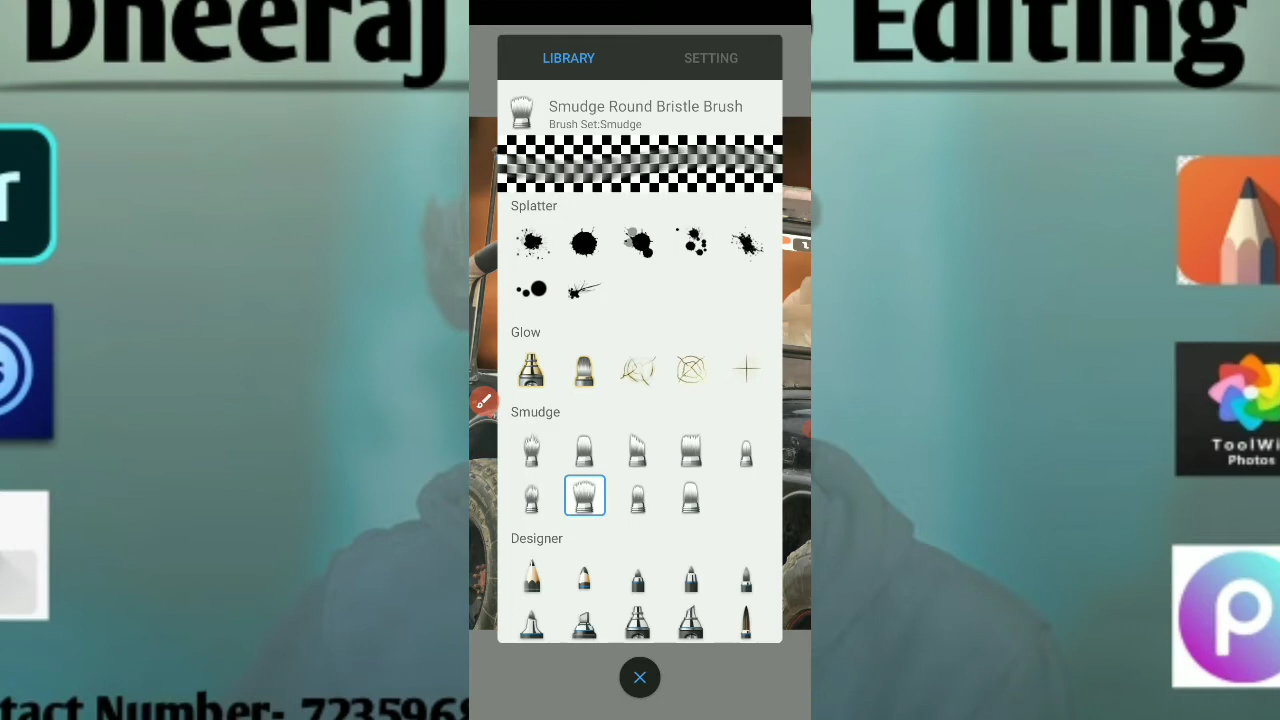 Dheeraj
Editing
LIBRARY
SETTING
Smudge Round Bristle Brush
Brush Set:Smudge
Splatter
Glow
Smudge
ToolWi
Photos
Designer
tact Number- 723596